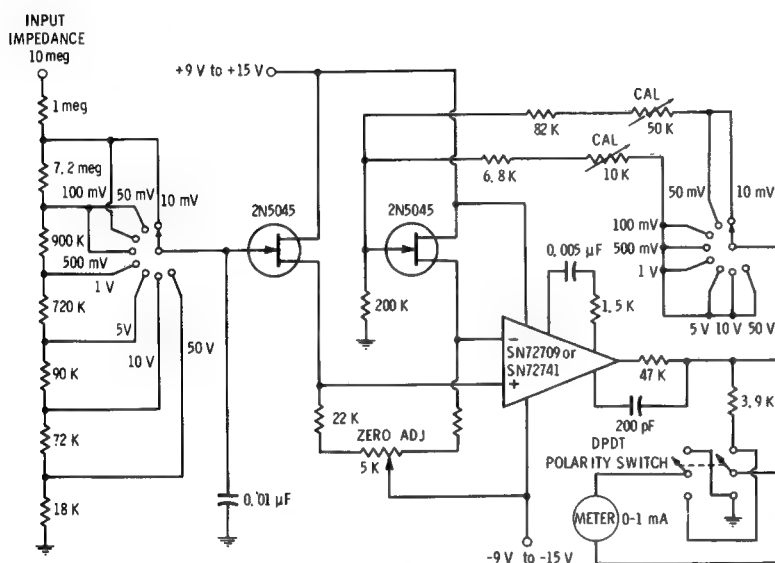 INPUT
IMPEDANCE
10 meg
1 meg
7.2 meg
100 mV
50 mV
10 mV
900 K
500 mV
1 V
720 K
5V
10 V
50 V
90 K
72 K
18 K
0.01 µF
+9 V to +15 V
2N5045
2N5045
200 K
22 K
ZERO ADJ
5 K
-9 V to -15 V
82 K
CAL
50 K
CAL
6.8K
10 K
50 mV
10 mV
100 mV
500 mV
1 V
5 V
10 V
50 V
0.005 µF
1.5K
−
SN72709 or
SN72741
+
47 K
200 pF
3.9K
DPDT
POLARITY SWITCH
METER
0-1 mA